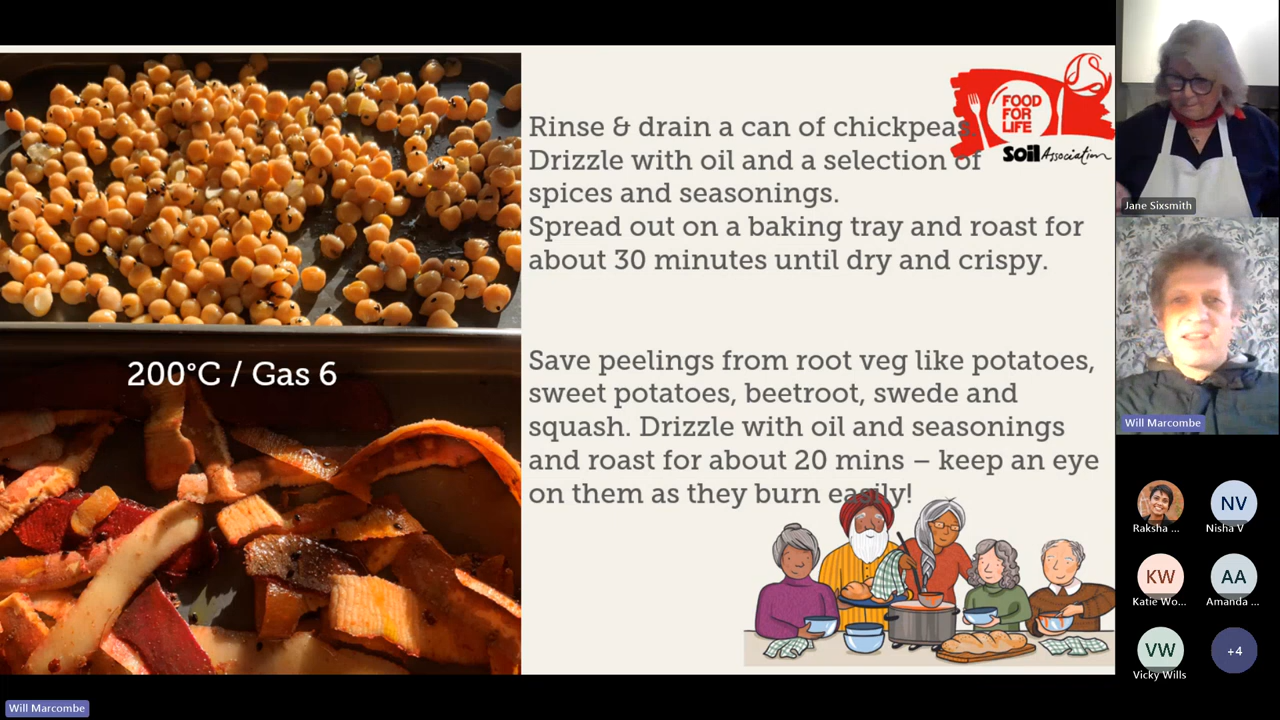 Rinse & drain a can of chickpeas.
Drizzle with oil and a selection of
spices and seasonings.
Spread out on a baking tray and roast for
about 30 minutes until dry and crispy.
FOOD
FOR
LIFE
Soil Association
200°C / Gas 6
Save peelings from root veg like potatoes,
sweet potatoes, beetroot, swede and
squash. Drizzle with oil and seasonings
and roast for about 20 mins – keep an eye
on them as they burn easily!
Jane Sixsmith
Will Marcombe
Raksha ...
NV
Nisha V
KW
Katie Wo...
AA
Amanda ...
VW
Vicky Wills
+4
Will Marcombe